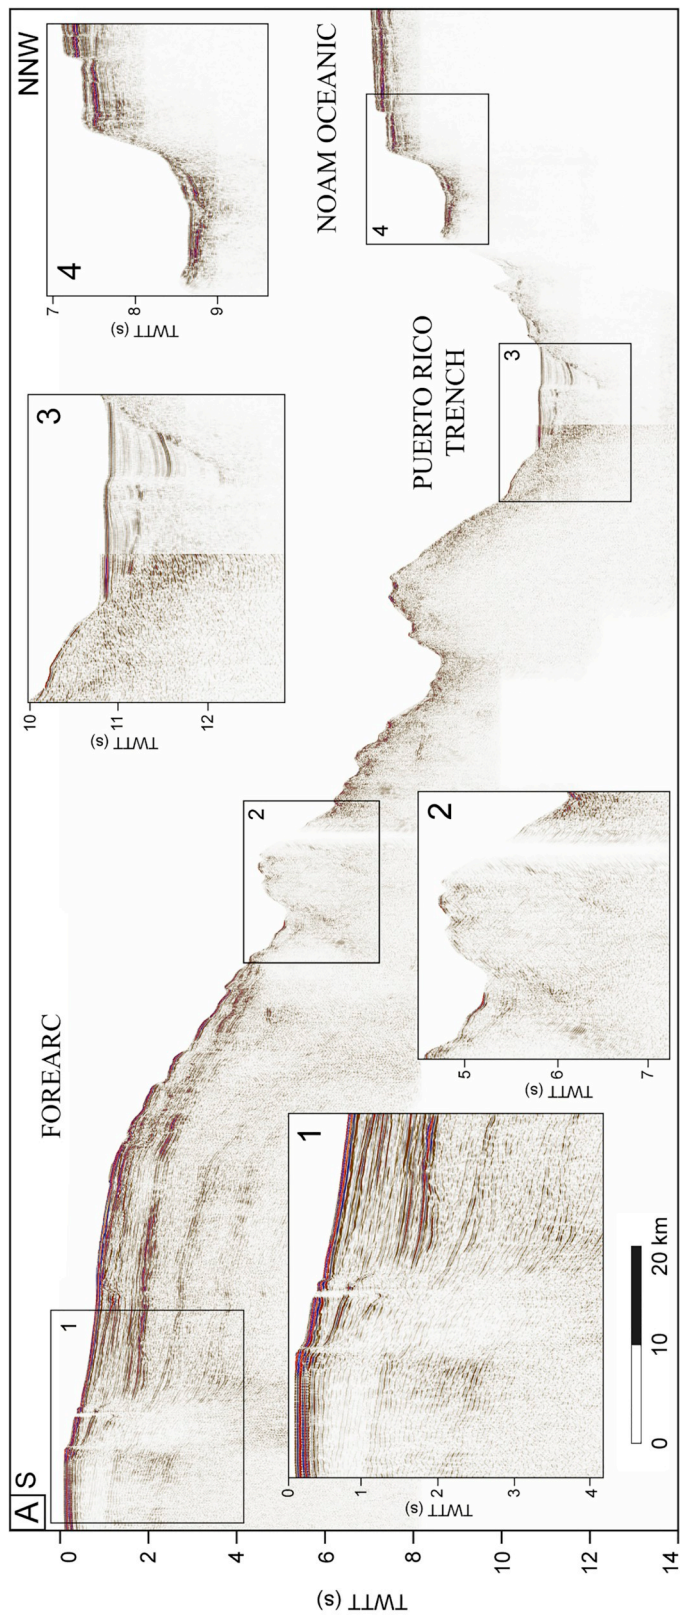 A
S
NNW
FOREARC
PUERTO RICO
TRENCH
NOAM OCEANIC
TWTT (s)
0
2
4
6
8
10
12
14
1
2
3
4
1
TWTT (s)
0
1
2
3
4
2
TWTT (s)
5
6
7
3
TWTT (s)
10
11
12
4
TWTT (s)
7
8
9
0 10 20 km